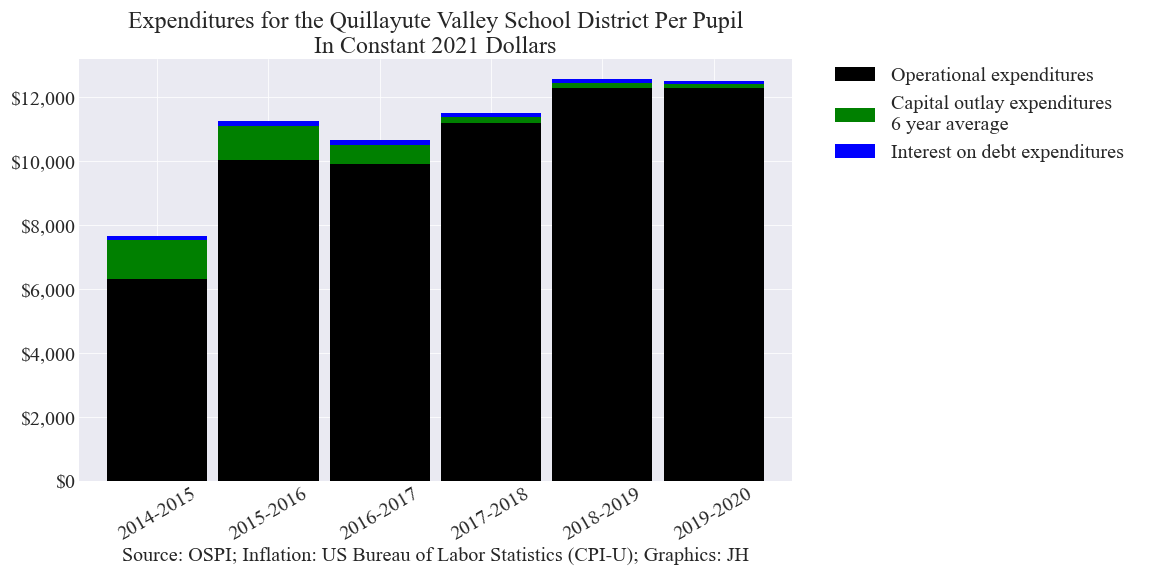 Expenditures for the Quillayute Valley School District Per Pupil
In Constant 2021 Dollars
$12,000
$10,000
$8,000
$6,000
$4,000
$2,000
$0
2014-2015
2015-2016
2016-2017
2017-2018
2018-2019
2019-2020
Source: OSPI; Inflation: US Bureau of Labor Statistics (CPI-U); Graphics: JH
Operational expenditures
Capital outlay expenditures
6 year average
Interest on debt expenditures